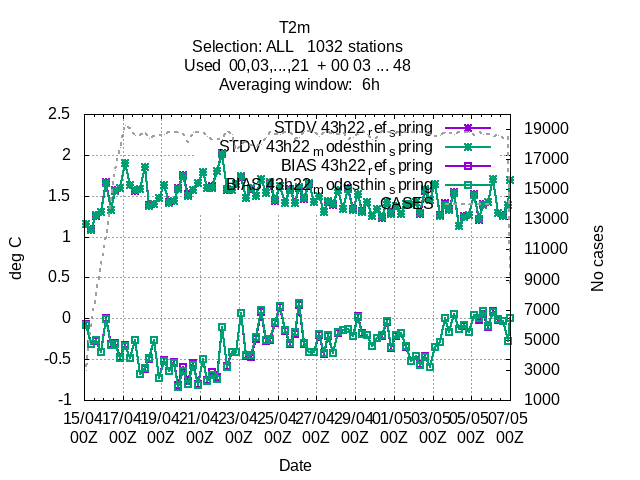 T2m
Selection: ALL   1032 stations
Used  00,03,...,21  + 00 03 ... 48
Averaging window:  6h
STDV 43h22_ref_spring
STDV 43h22_modesthin_spring
BIAS 43h22_ref_spring
BIAS 43h22_modesthin_spring
CASES
2.5
2
1.5
1
0.5
0
-0.5
-1
deg C
19000
17000
15000
13000
11000
9000
7000
5000
3000
1000
No cases
15/04 17/04 19/04 21/04 23/04 25/04 27/04 29/04 01/05 03/05 05/05 07/05
00Z 00Z 00Z 00Z 00Z 00Z 00Z 00Z 00Z 00Z 00Z 00Z
Date